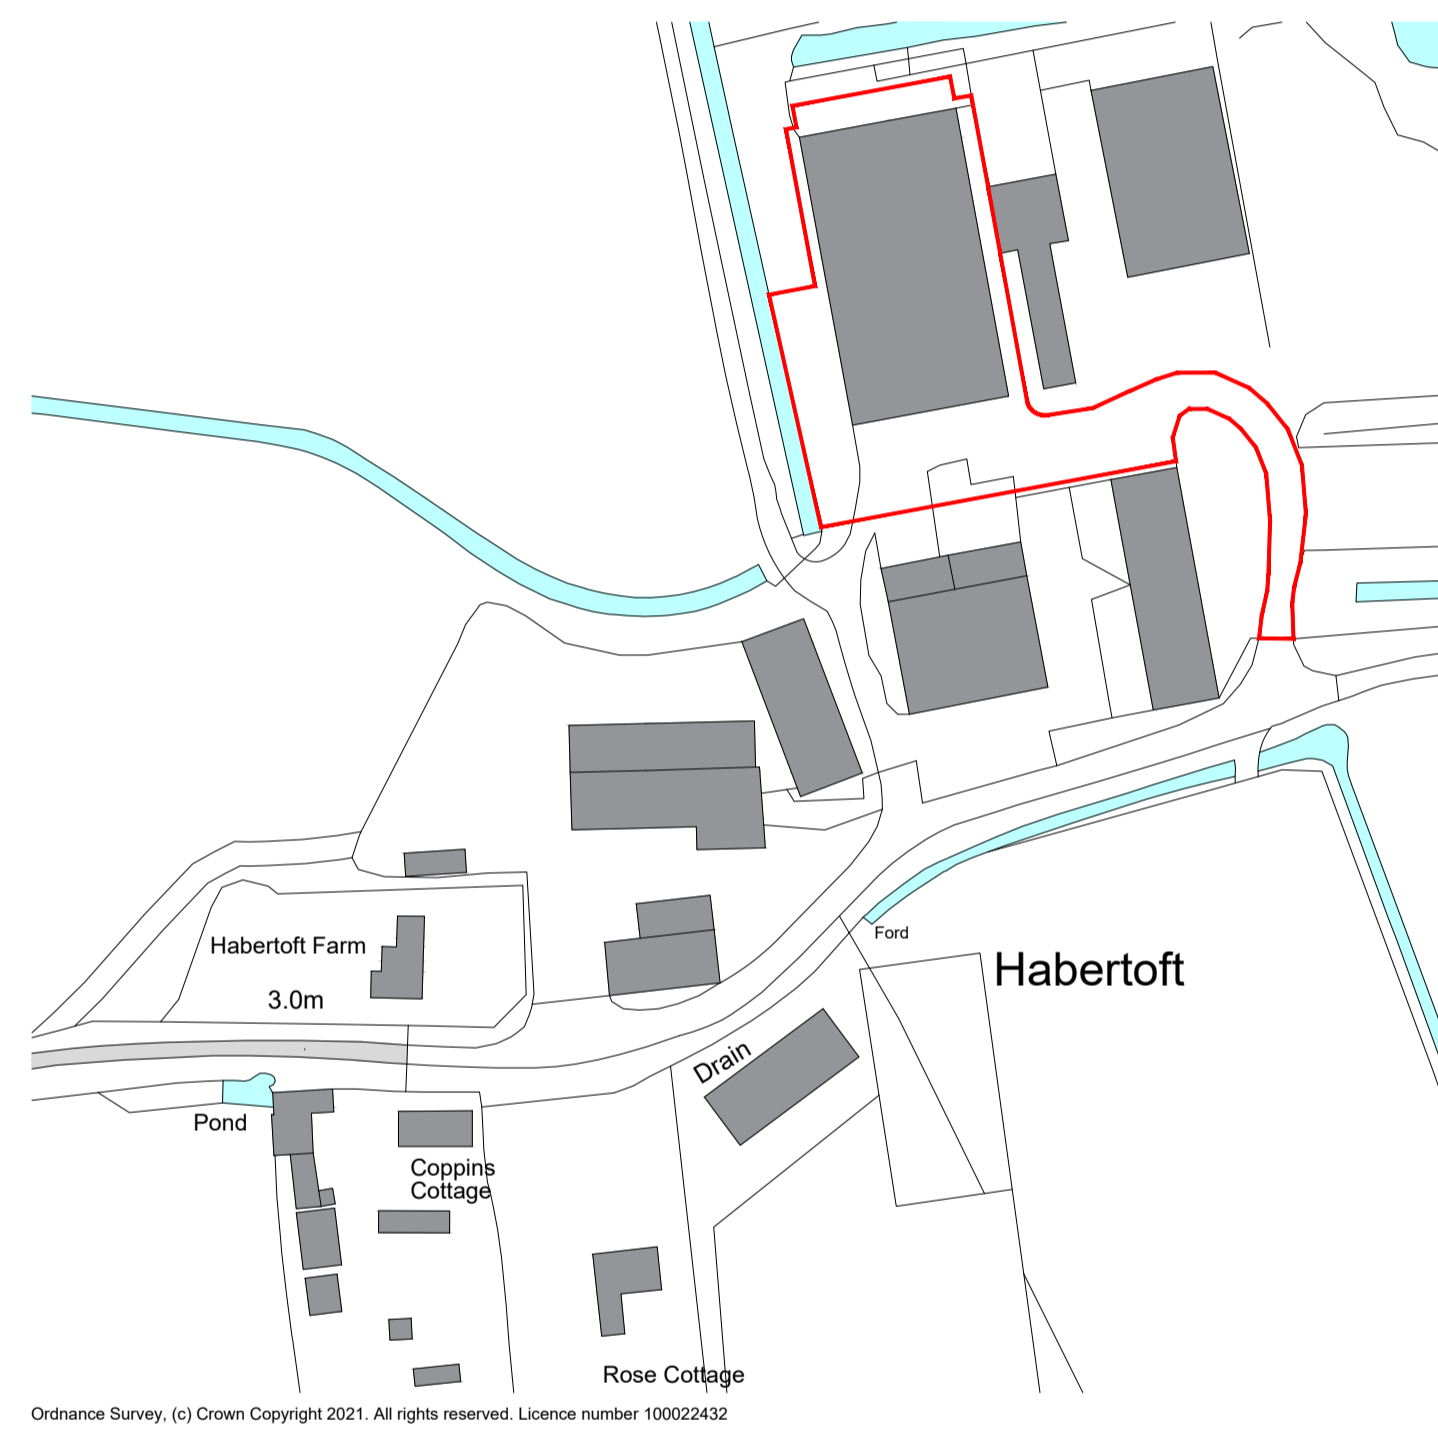 Habertoft Farm
3.0m
Ford
Habertoft
Drain
Pond
Coppins
Cottage
Rose Cottage
Ordnance Survey, (c) Crown Copyright 2021. All rights reserved. Licence number 100022432